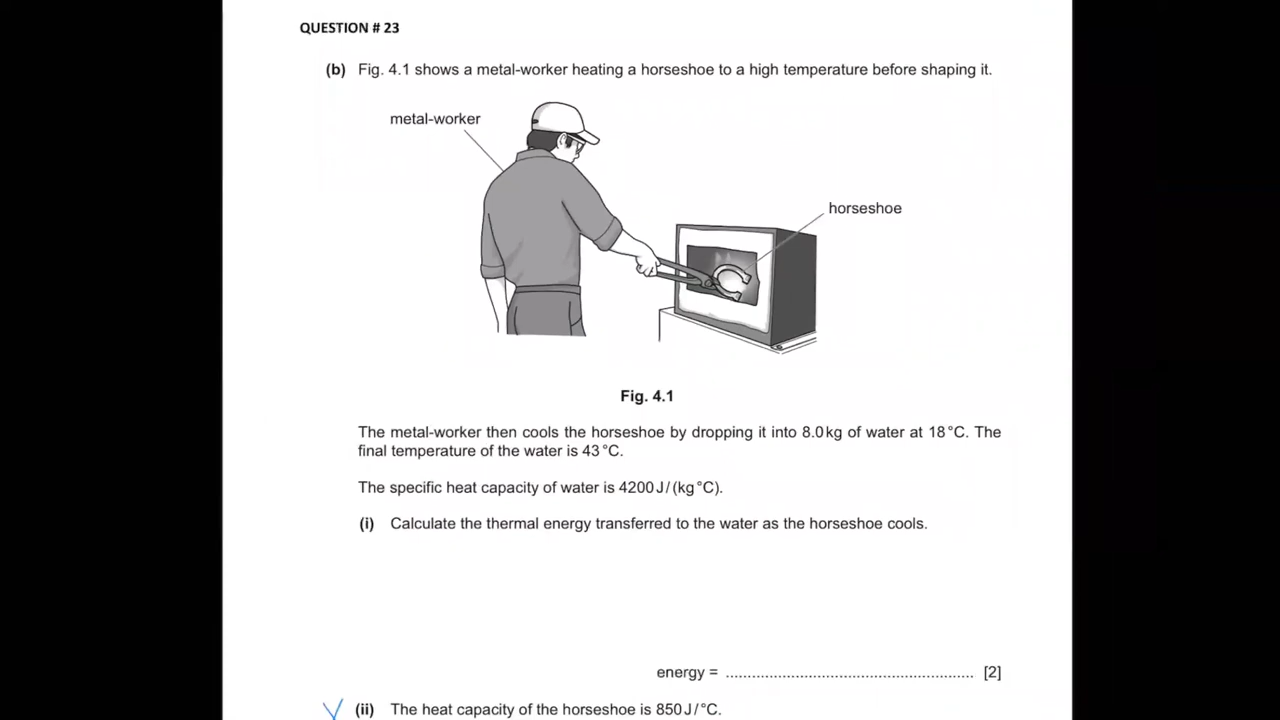 QUESTION # 23
(b) Fig. 4.1 shows a metal-worker heating a horseshoe to a high temperature before shaping it.
metal-worker
horseshoe
Fig. 4.1
The metal-worker then cools the horseshoe by dropping it into 8.0 kg of water at 18 °C. The
final temperature of the water is 43 °C.
The specific heat capacity of water is 4200 J / (kg °C).
(i) Calculate the thermal energy transferred to the water as the horseshoe cools.
energy = .......................................................... [2]
(ii) The heat capacity of the horseshoe is 850 J / °C.